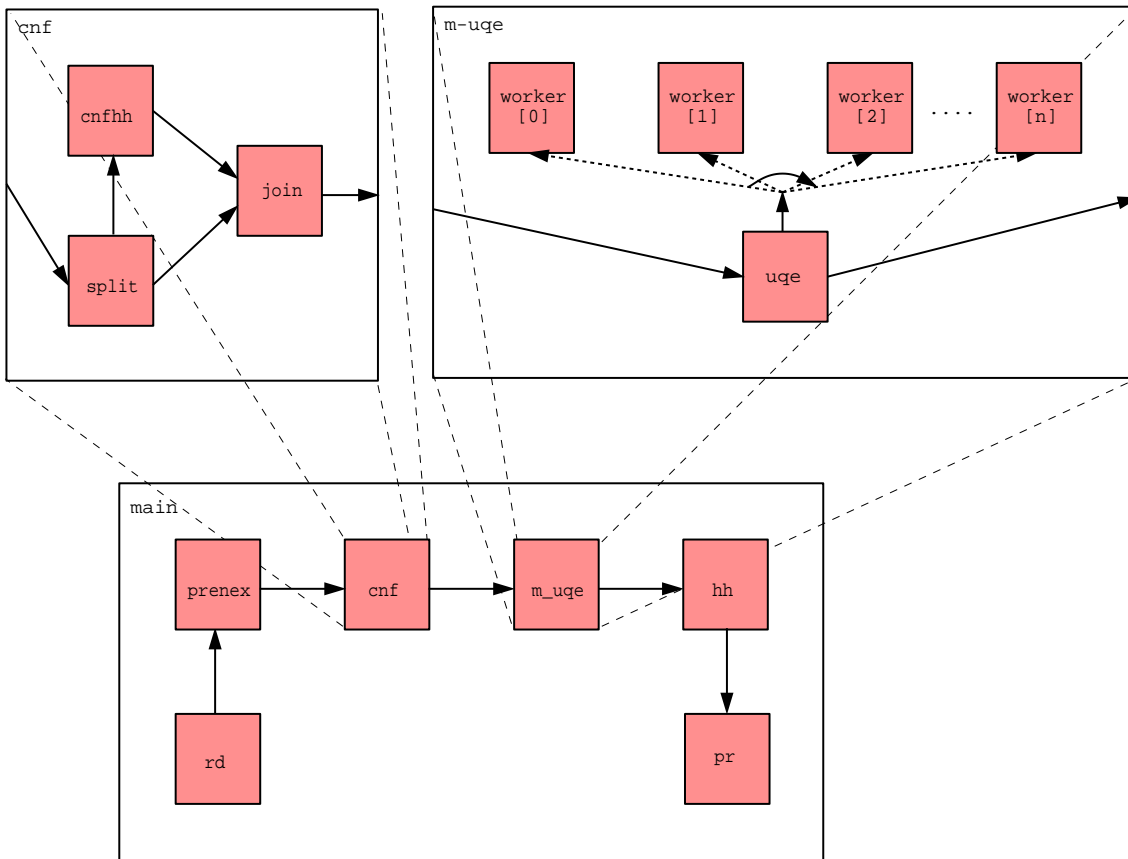 cnf
cnfhh
join
split
m-uqe
worker
[0]
worker
[1]
worker
[2]
....
worker
[n]
uqe
main
prenex
cnf
m_uqe
hh
rd
pr